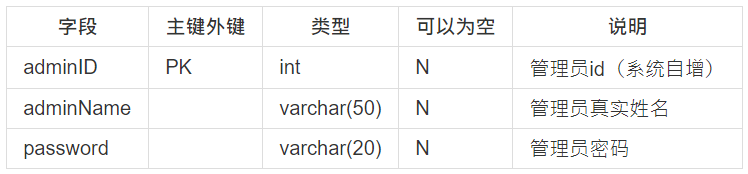 字段 主键外键 类型 可以为空 说明
adminID PK int N 管理员id（系统自增）
adminName varchar(50) N 管理员真实姓名
password varchar(20) N 管理员密码